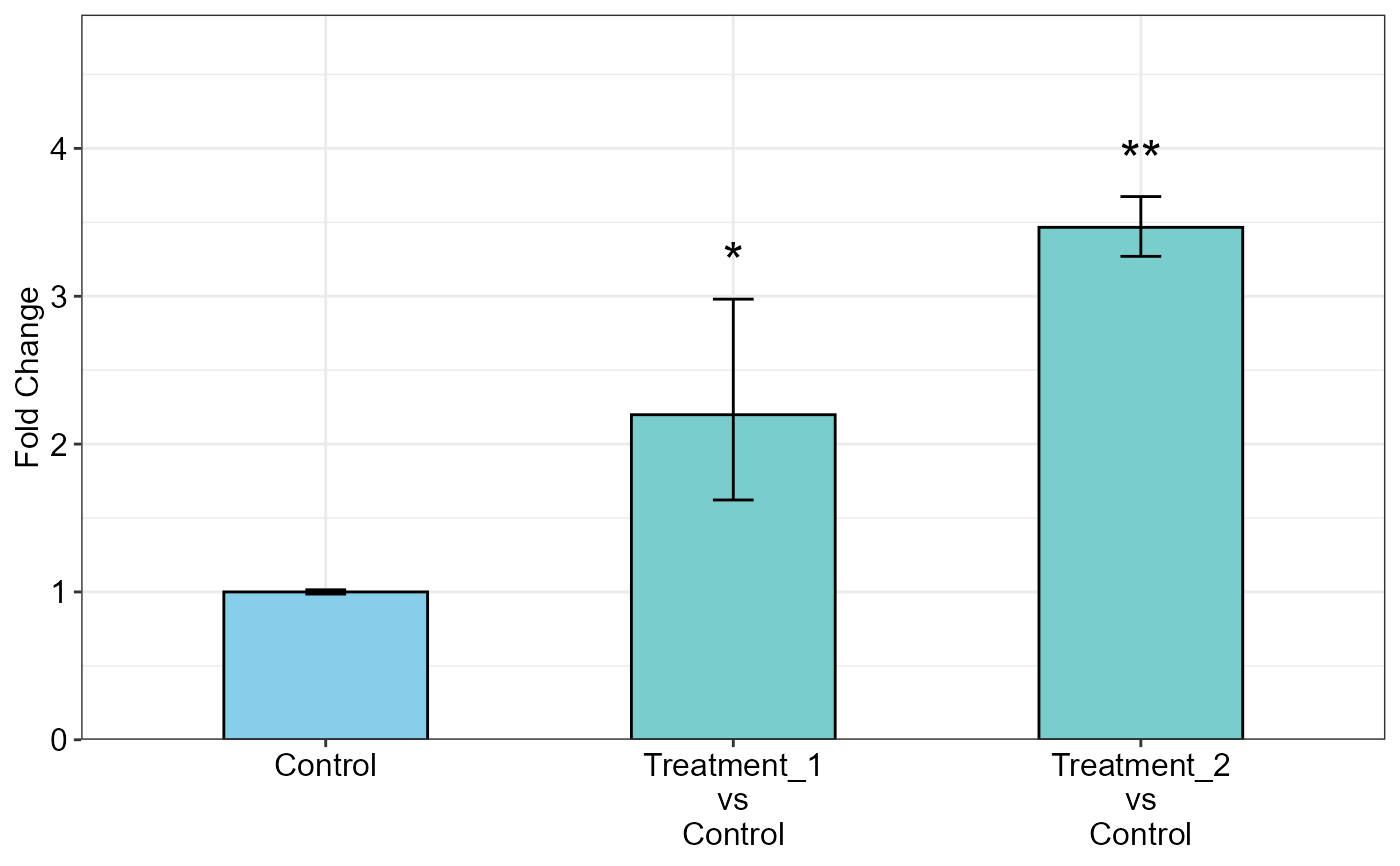 Fold Change
4
3
2
1
0
**
*
Control
Treatment_1
vs
Control
Treatment_2
vs
Control